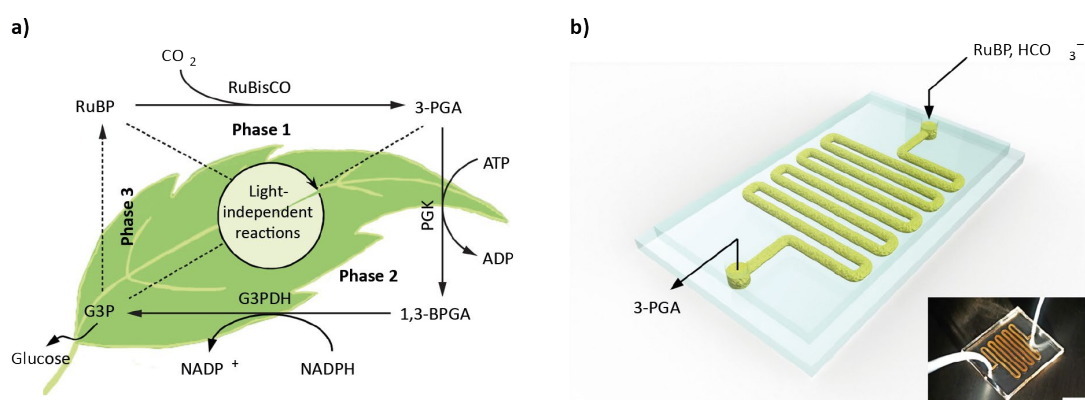 a)
CO 2
RuBisCO
RuBP
3-PGA
Phase 1
ATP
Light-
independent
reactions
Phase 3
PGK
ADP
Phase 2
G3PDH
G3P
1,3-BPGA
Glucose
NADP +
NADPH
b)
RuBP, HCO 3 −
3-PGA